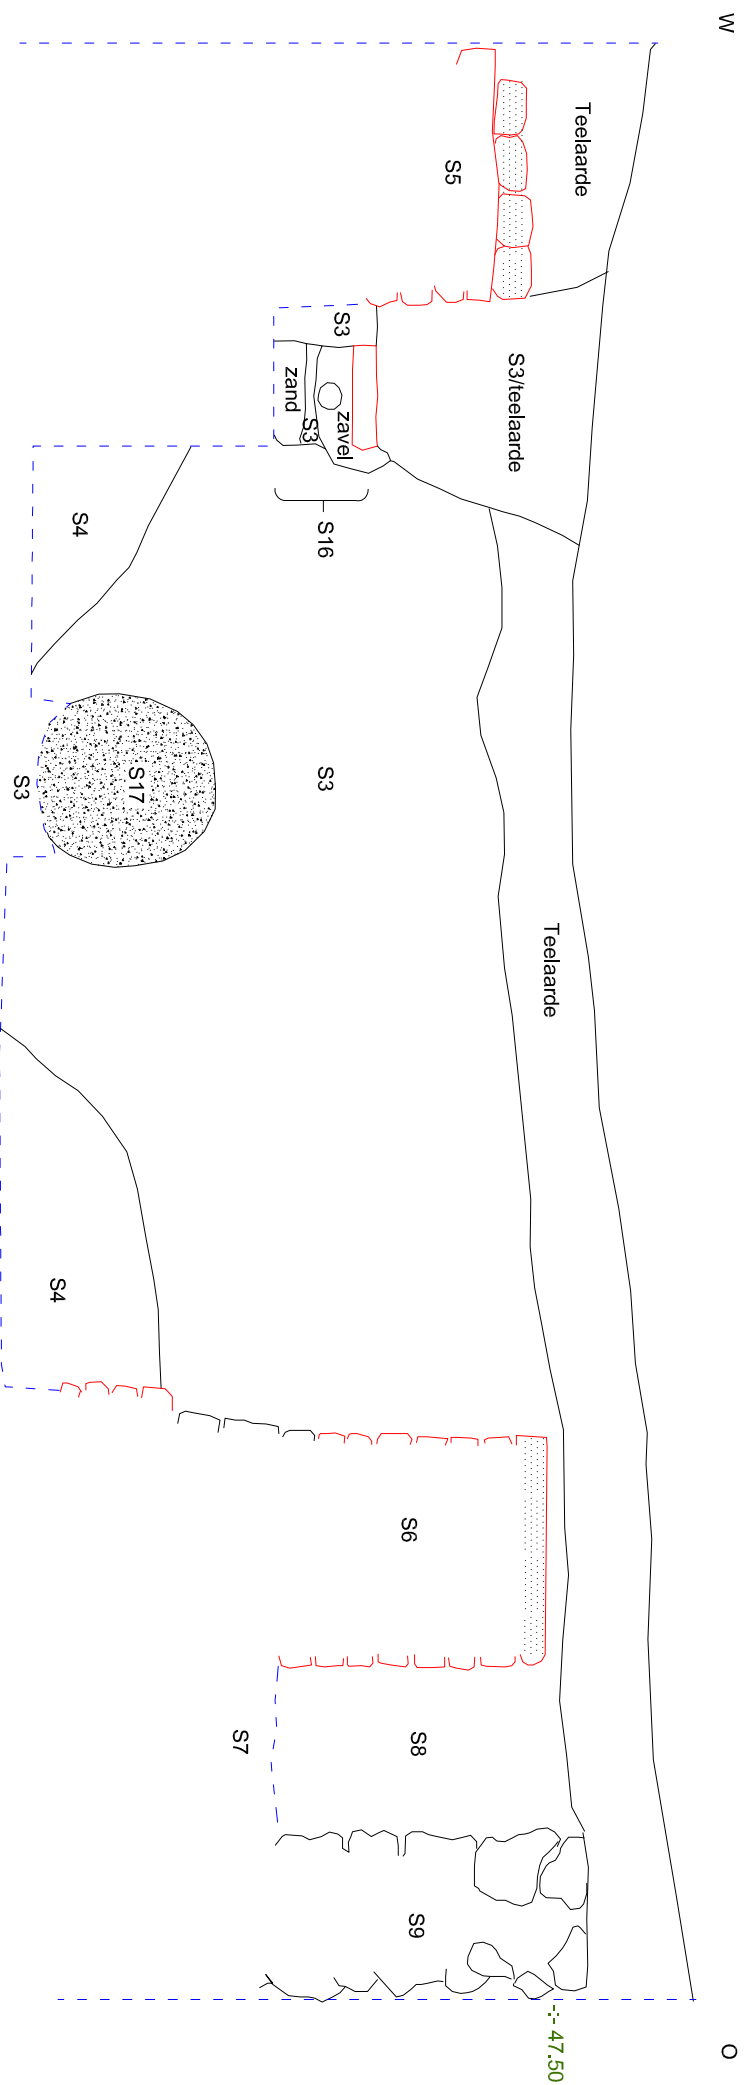 W
Teelaarde
S5
S3
S3/teelaarde
zand
S3
zavel
S16
S4
S3
S17
S3
Teelaarde
S4
S6
S7
S8
S9
47.50
O